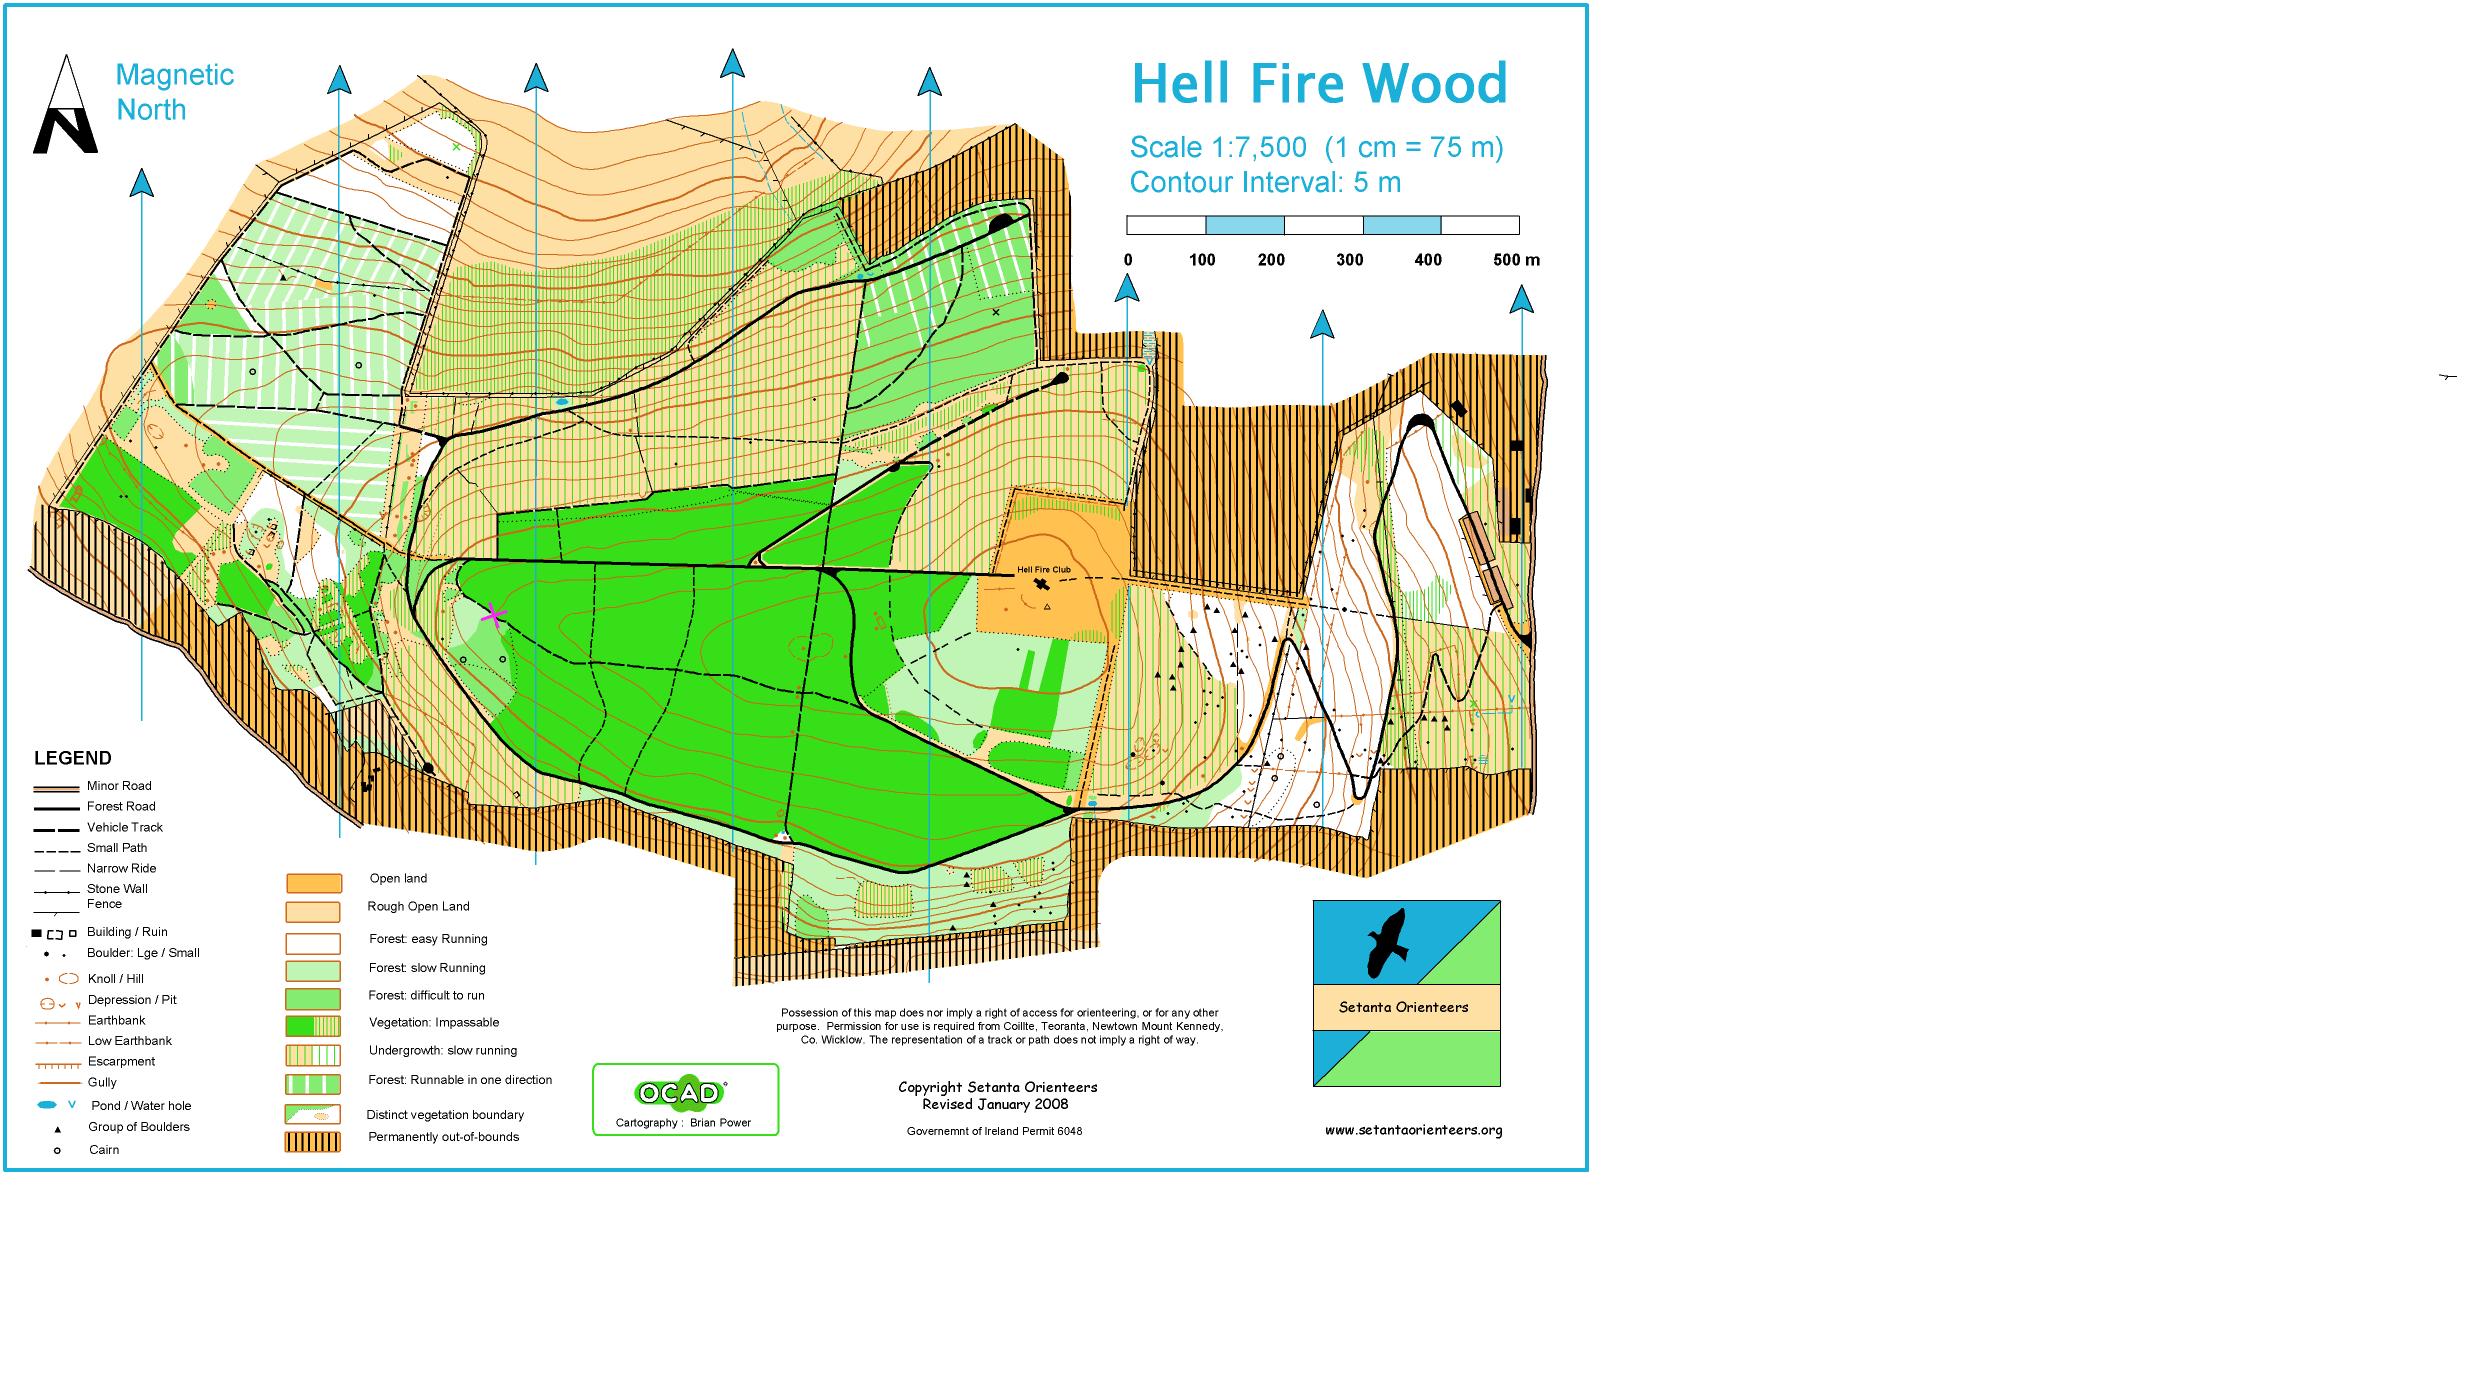 Magnetic
North
Hell Fire Wood
Scale 1:7,500 (1 cm = 75 m)
Contour Interval: 5 m
0 100 200 300 400 500 m
Hell Fire Club
LEGEND
Minor Road
Forest Road
Vehicle Track
Small Path
Narrow Ride
Stone Wall
Fence
Building / Ruin
Boulder: Lge / Small
Knoll / Hill
Depression / Pit
Earthbank
Low Earthbank
Escarpment
Gully
Pond / Water hole
Group of Boulders
Cairn
Open land
Rough Open Land
Forest: easy Running
Forest: slow Running
Forest: difficult to run
Vegetation: Impassable
Undergrowth: slow running
Forest: Runnable in one direction
Distinct vegetation boundary
Permanently out-of-bounds
OCAD
Cartography : Brian Power
Possession of this map does not imply a right of access for orienteering, or for any other
purpose. Permission for use is required from Coillte, Teoranta, Newtown Mount Kennedy,
Co. Wicklow. The representation of a track or path does not imply a right of way.
Copyright Setanta Orienteers
Revised January 2008
Governemnt of Ireland Permit 6048
Setanta Orienteers
www.setantaorienteers.org